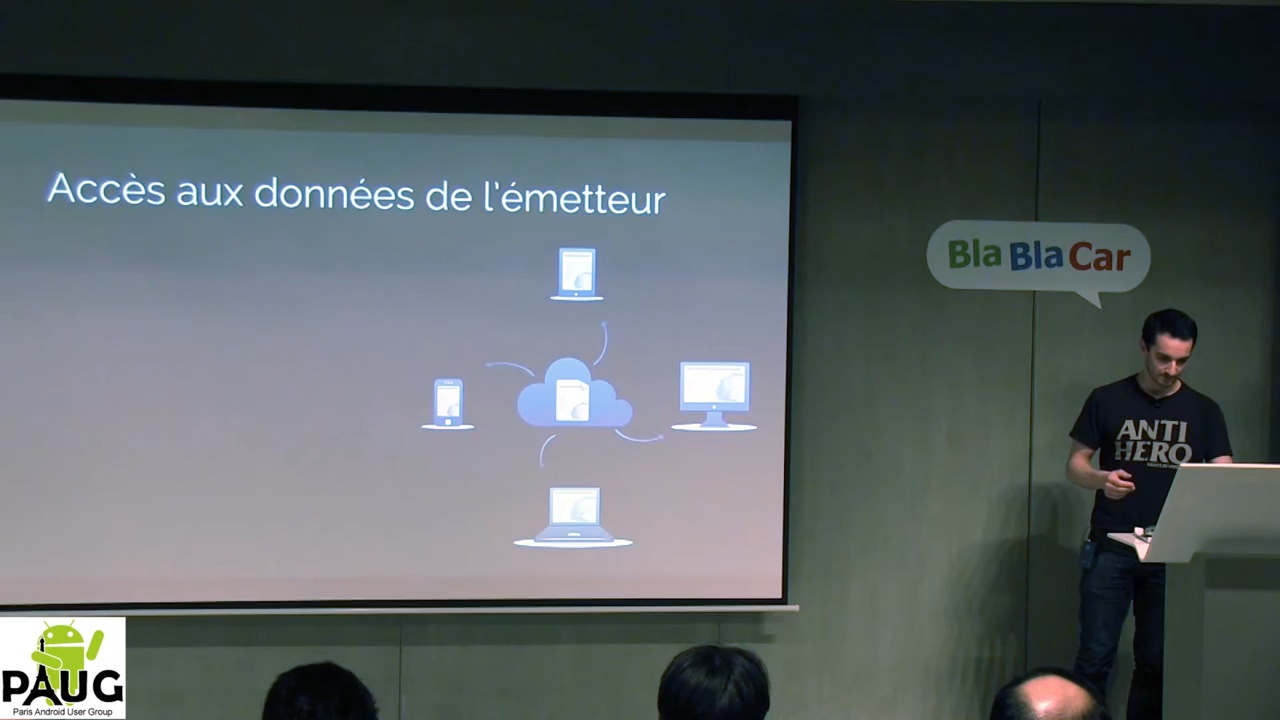 Accès aux données de l'émetteur
BlaBlaCar
ANTI
HERO
PAUG
Paris Android User Group